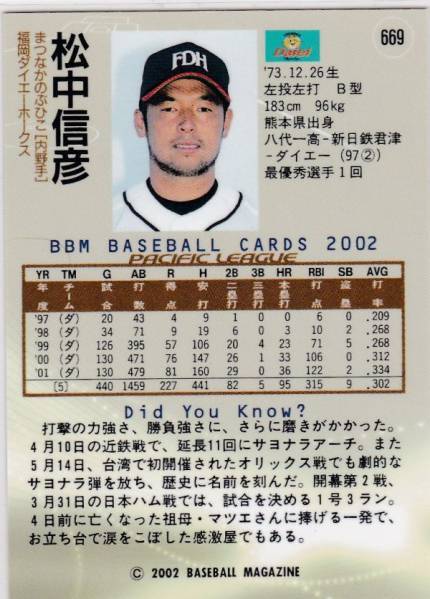 669
松中信彦
まつなかのぶひこ[内野手]
福岡ダイエーホークス
FDH
'73.12.26生
左投左打 B型
183cm 96kg
熊本県出身
八代一高-新日鉄君津
-ダイエー(97②)
最優秀選手1回
BBM BASEBALL CARDS 2002
PACIFIC LEAGUE
YR TM G AB R H 2B 3B HR RBI SB AVG
年度 チーム 試合 打数 得点 安打 二塁打 三塁打 本塁打 打点 盗塁 打率
'97 (ダ) 20 43 4 9 1 0 0 6 0 .209
'98 (ダ) 34 71 9 19 6 0 3 10 2 .268
'99 (ダ) 126 395 57 106 20 4 23 71 5 .268
'00 (ダ) 130 471 76 147 26 1 33 106 0 .312
'01 (ダ) 130 479 81 160 29 0 36 122 2 .334
[5] 440 1459 227 441 82 5 95 315 9 .302
Did You Know?
打撃の力強さ、勝負強さに、さらに磨きがかかった。
4月10日の近鉄戦で、延長11回にサヨナラアーチ。また
5月14日、台湾で初開催されたオリックス戦でも劇的な
サヨナラ弾を放ち、歴史に名前を刻んだ。開幕第2戦、
3月31日の日本ハム戦では、試合を決める1号3ラン。
4日前に亡くなった祖母・マツエさんに捧げる一発で、
お立ち台で涙をこぼした感激屋でもある。
© 2002 BASEBALL MAGAZINE